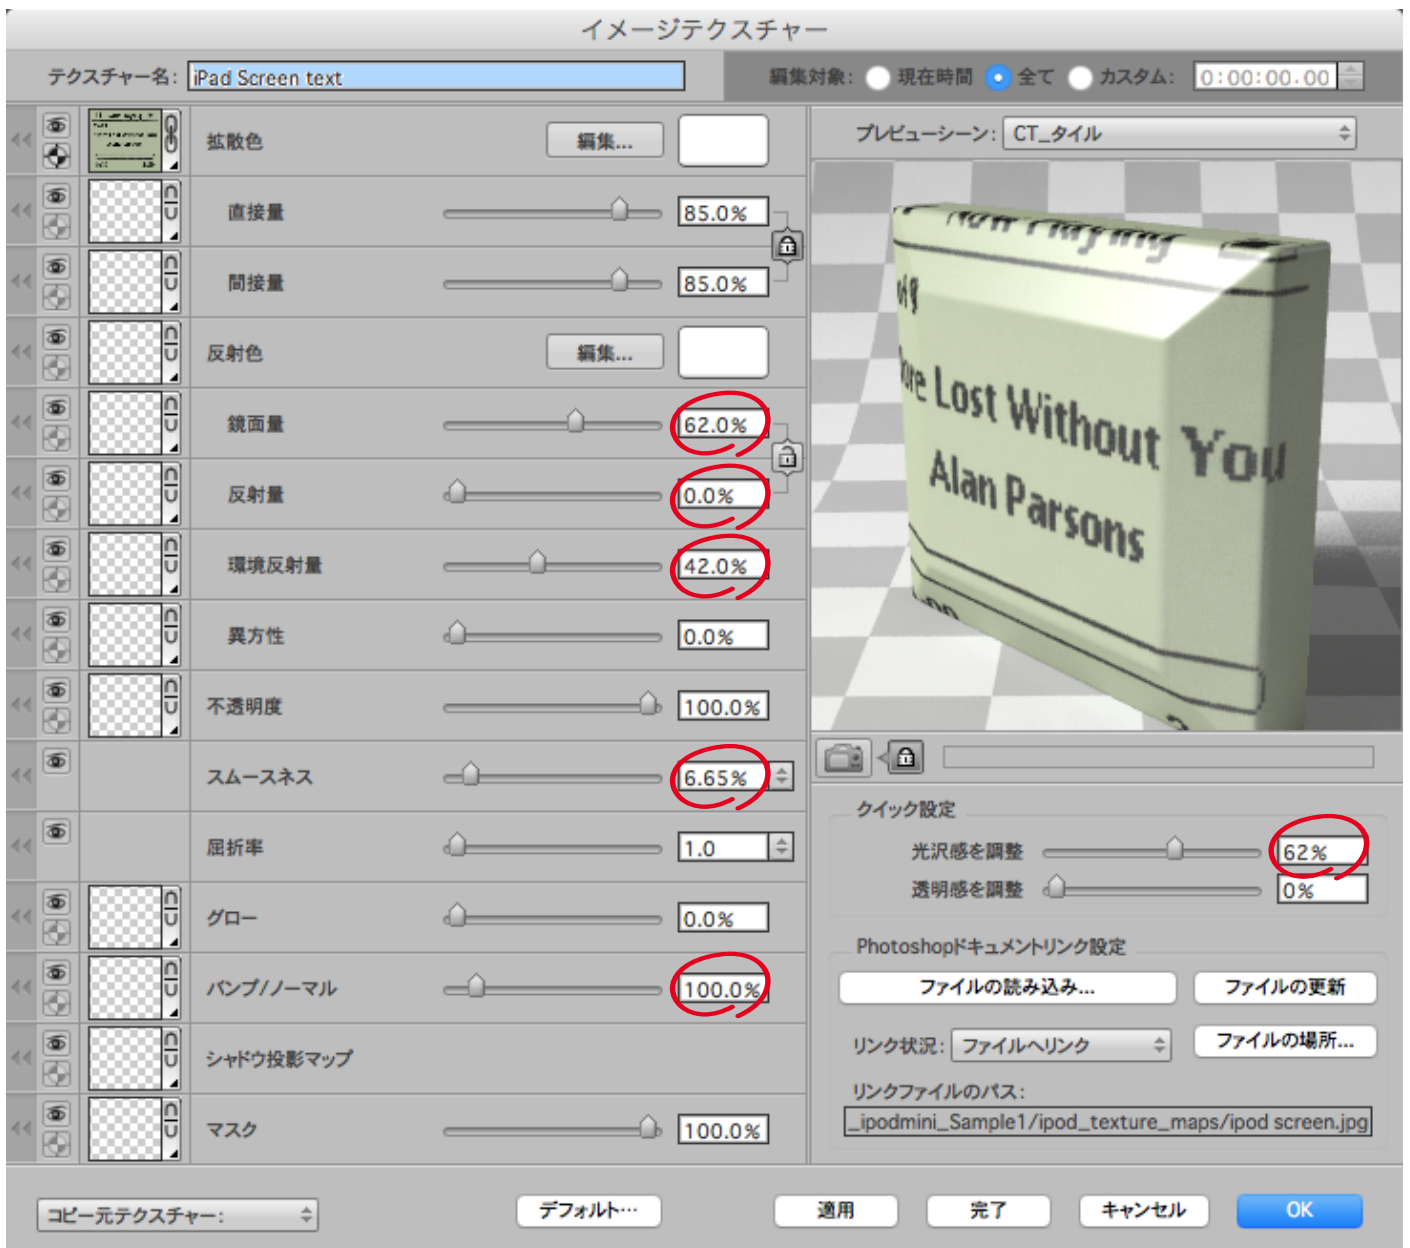 イメージテクスチャー
テクスチャー名: iPad Screen text
編集対象: 現在時間 全て カスタム: 0:00:00.00
拡散色 編集...
直接量 85.0%
間接量 85.0%
反射色 編集...
鏡面量 62.0%
反射量 0.0%
環境反射量 42.0%
異方性 0.0%
不透明度 100.0%
スムースネス 6.65%
屈折率 1.0
グロー 0.0%
バンプ/ノーマル 100.0%
シャドウ投影マップ
マスク 100.0%
プレビューシーン: CT_タイル
Now Playing
of 8
ore Lost Without You
Alan Parsons
クイック設定
光沢感を調整 62%
透明感を調整 0%
Photoshopドキュメントリンク設定
ファイルの読み込み... ファイルの更新
リンク状況: ファイルへリンク ファイルの場所...
リンクファイルのパス:
_ipodmini_Sample1/ipod_texture_maps/ipod screen.jpg
コピー元テクスチャー: デフォルト… 適用 完了 キャンセル OK